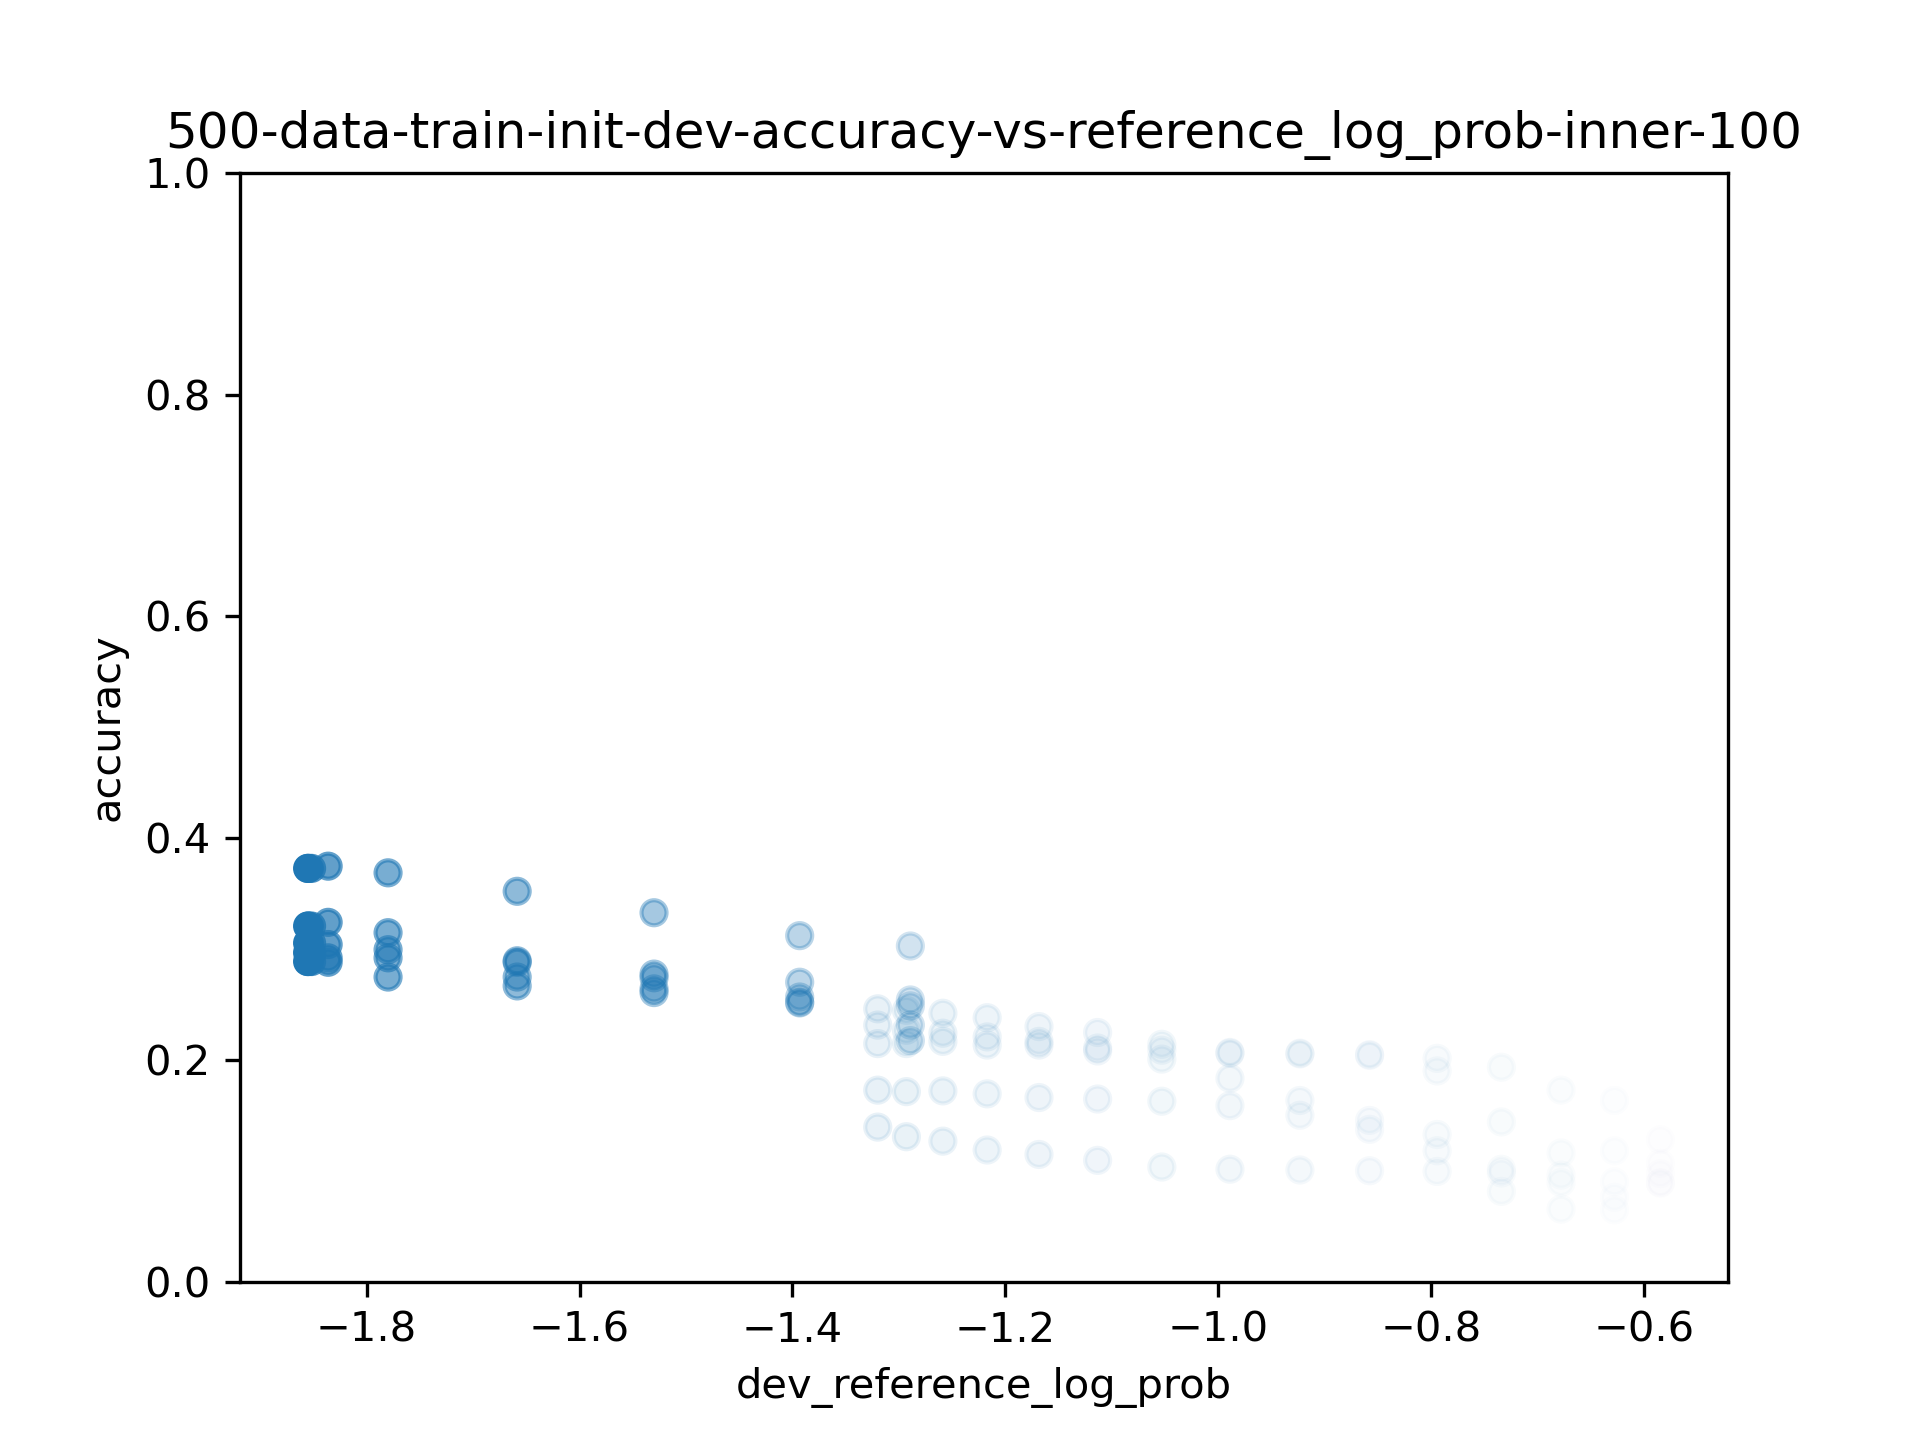 500-data-train-init-dev-accuracy-vs-reference_log_prob-inner-100
1.0
0.8
0.6
0.4
0.2
0.0
accuracy
−1.8 −1.6 −1.4 −1.2 −1.0 −0.8 −0.6
dev_reference_log_prob